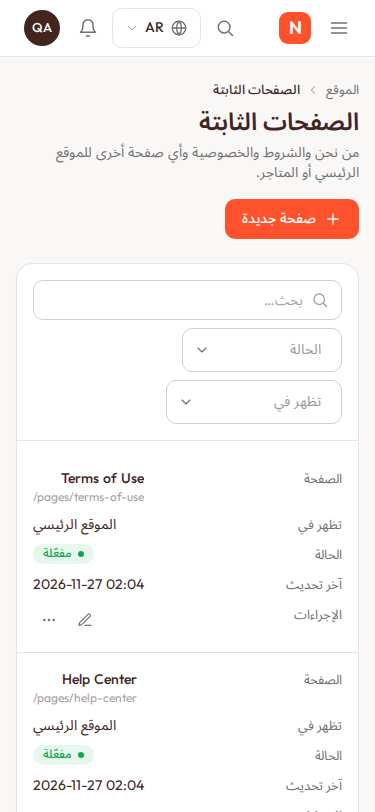 N
AR
QA
الموقع
الصفحات الثابتة
الصفحات الثابتة
من نحن والشروط والخصوصية وأي صفحة أخرى للموقع
الرئيسي أو المتاجر.
صفحة جديدة
بحث...
الحالة
تظهر في
الصفحة
Terms of Use
/pages/terms-of-use
تظهر في
الموقع الرئيسي
الحالة
مفعّلة
آخر تحديث
2026-11-27 02:04
الإجراءات
الصفحة
Help Center
/pages/help-center
تظهر في
الموقع الرئيسي
الحالة
مفعّلة
آخر تحديث
2026-11-27 02:04